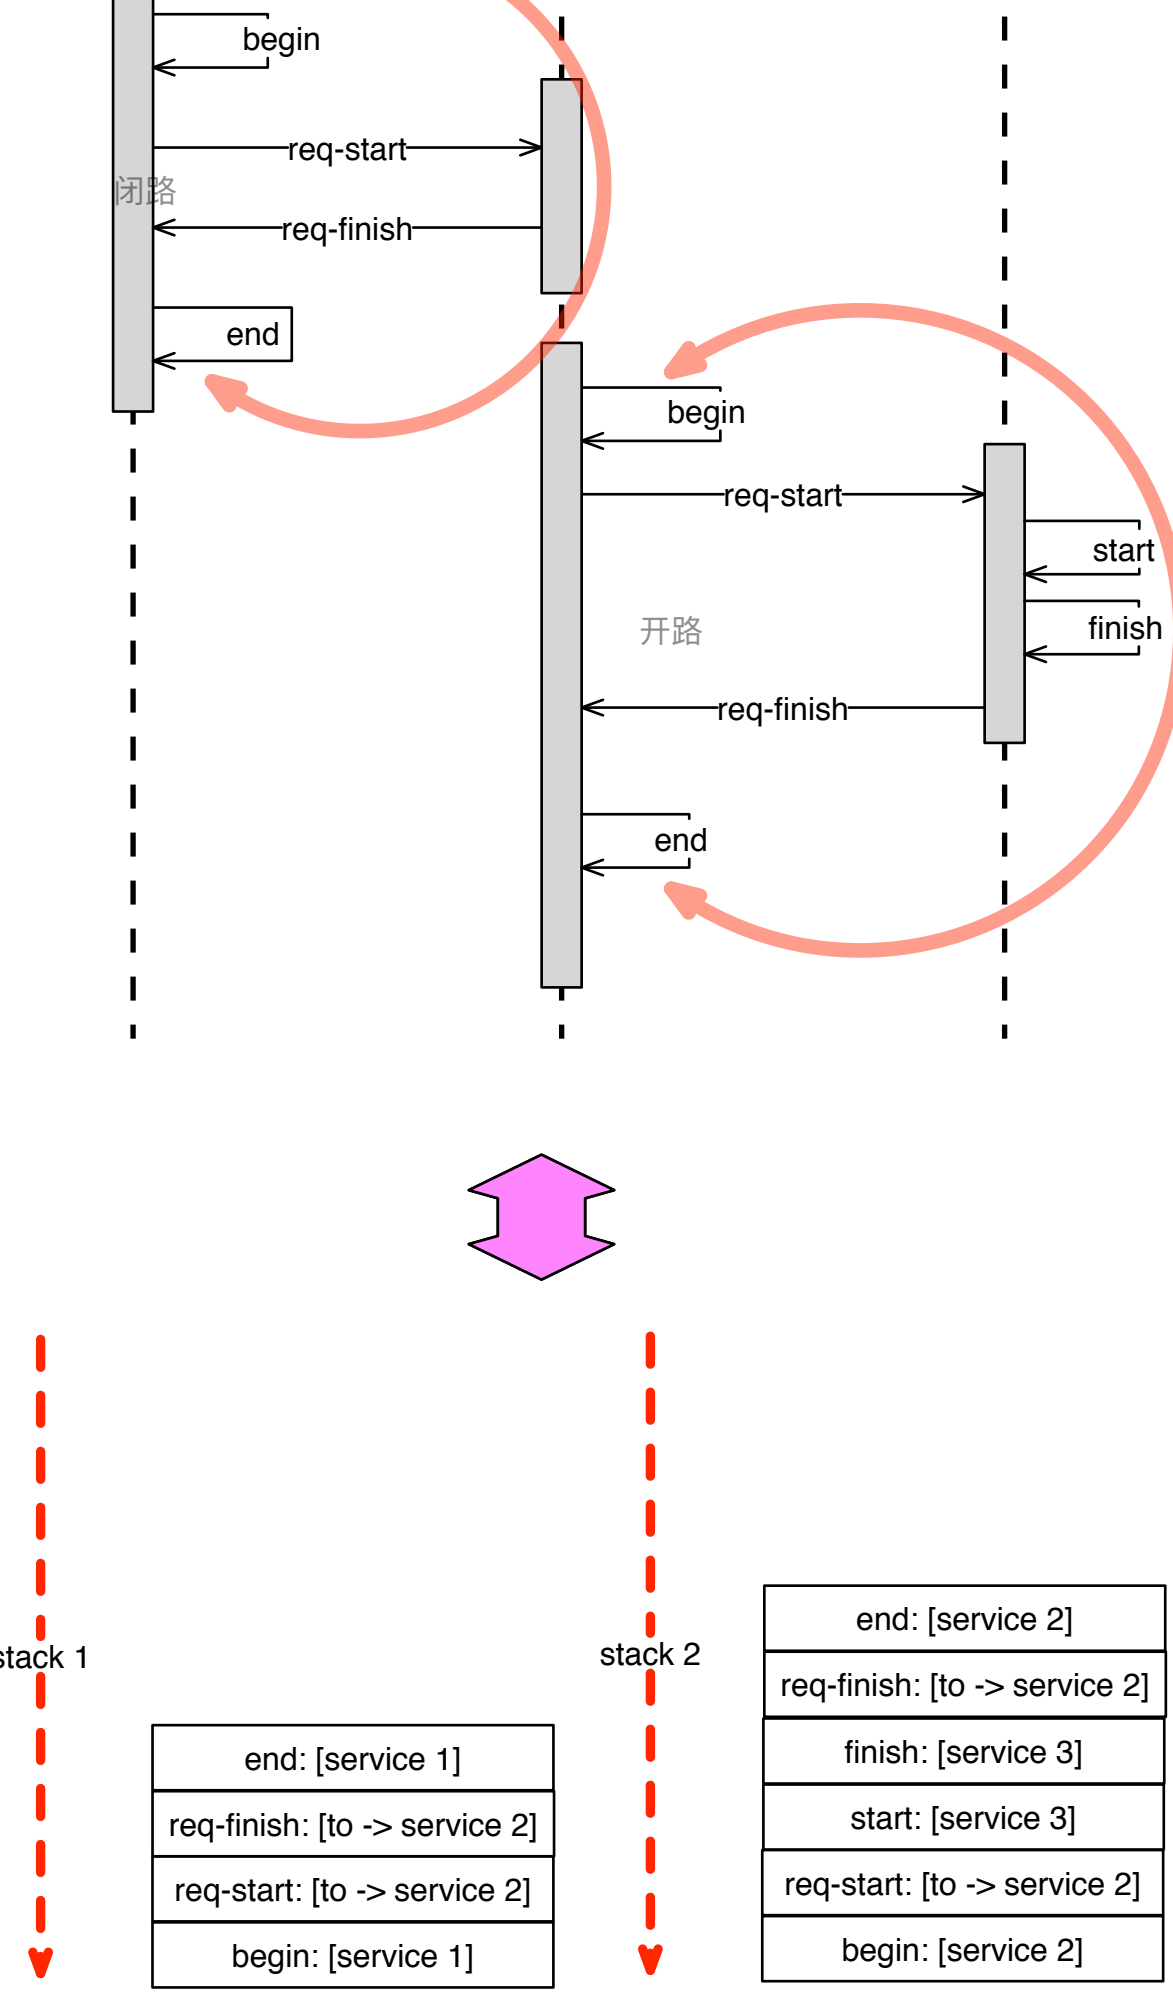 begin
req-start
闭路
req-finish
end
begin
req-start
start
finish
开路
req-finish
end
stack 1
stack 2
end: [service 1]
req-finish: [to -> service 2]
req-start: [to -> service 2]
begin: [service 1]
end: [service 2]
req-finish: [to -> service 2]
finish: [service 3]
start: [service 3]
req-start: [to -> service 2]
begin: [service 2]